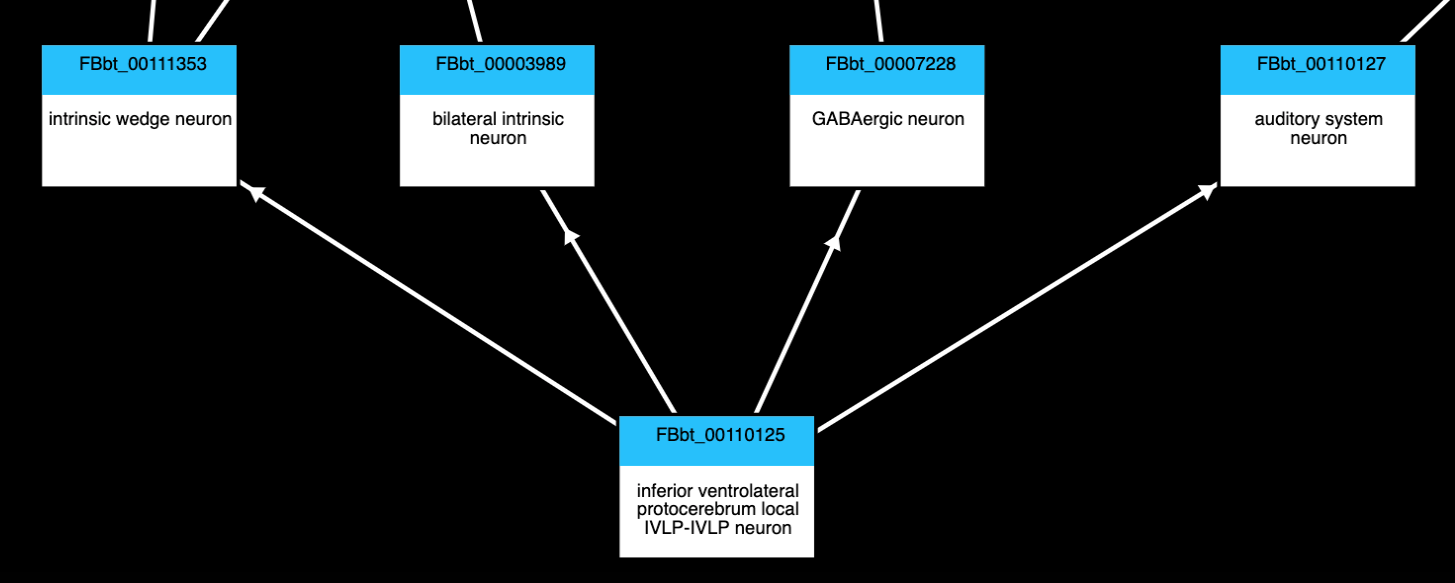 FBbt_00111353
intrinsic wedge neuron
FBbt_00003989
bilateral intrinsic
neuron
FBbt_00007228
GABAergic neuron
FBbt_00110127
auditory system
neuron
FBbt_00110125
inferior ventrolateral
protocerebrum local
IVLP-IVLP neuron